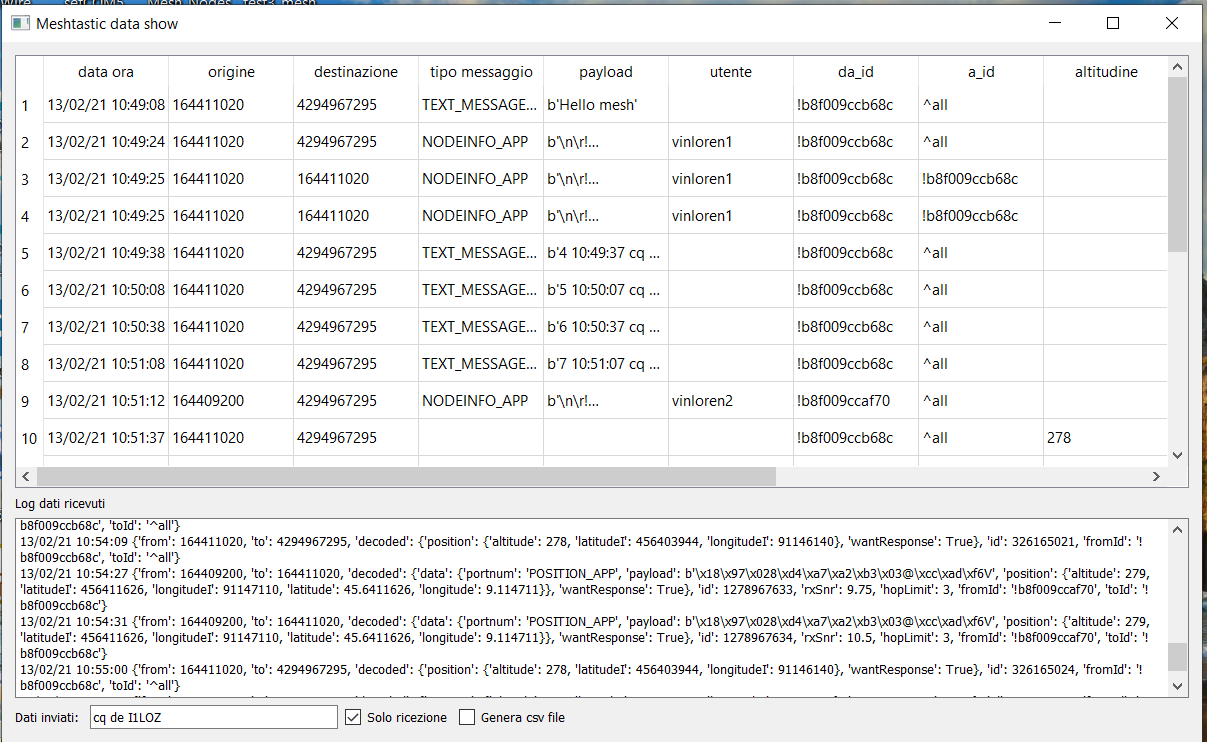 Meshtastic data show
data ora origine destinazione tipo messaggio payload utente da_id a_id altitudine
1 13/02/21 10:49:08 164411020 4294967295 TEXT_MESSAGE... b'Hello mesh' !b8f009ccb68c ^all
2 13/02/21 10:49:24 164411020 4294967295 NODEINFO_APP b'\n\r!... vinloren1 !b8f009ccb68c ^all
3 13/02/21 10:49:25 164411020 164411020 NODEINFO_APP b'\n\r!... vinloren1 !b8f009ccb68c !b8f009ccb68c
4 13/02/21 10:49:25 164411020 164411020 NODEINFO_APP b'\n\r!... vinloren1 !b8f009ccb68c !b8f009ccb68c
5 13/02/21 10:49:38 164411020 4294967295 TEXT_MESSAGE... b'4 10:49:37 cq ... !b8f009ccb68c ^all
6 13/02/21 10:50:08 164411020 4294967295 TEXT_MESSAGE... b'5 10:50:07 cq ... !b8f009ccb68c ^all
7 13/02/21 10:50:38 164411020 4294967295 TEXT_MESSAGE... b'6 10:50:37 cq ... !b8f009ccb68c ^all
8 13/02/21 10:51:08 164411020 4294967295 TEXT_MESSAGE... b'7 10:51:07 cq ... !b8f009ccb68c ^all
9 13/02/21 10:51:12 164409200 4294967295 NODEINFO_APP b'\n\r!... vinloren2 !b8f009ccaf70 ^all
10 13/02/21 10:51:37 164411020 4294967295 !b8f009ccb68c ^all 278
Log dati ricevuti
b8f009ccb68c', 'toId': '^all'}
13/02/21 10:54:09 {'from': 164411020, 'to': 4294967295, 'decoded': {'position': {'altitude': 278, 'latitudeI': 456403944, 'longitudeI': 91146140}, 'wantResponse': True}, 'id': 326165021, 'fromId': '!
b8f009ccb68c', 'toId': '^all'}
13/02/21 10:54:27 {'from': 164409200, 'to': 164411020, 'decoded': {'data': {'portnum': 'POSITION_APP', 'payload': b'\x18\x97\x028\xd4\xa7\xa2\xb3\x03@\xcc\xad\xf6V', 'position': {'altitude': 279,
'latitudeI': 456411626, 'longitudeI': 91147110, 'latitude': 45.6411626, 'longitude': 9.114711}}, 'wantResponse': True}, 'id': 1278967633, 'rxSnr': 9.75, 'hopLimit': 3, 'fromId': '!b8f009ccaf70', 'toId': '!
b8f009ccb68c'}
13/02/21 10:54:31 {'from': 164409200, 'to': 164411020, 'decoded': {'data': {'portnum': 'POSITION_APP', 'payload': b'\x18\x97\x028\xd4\xa7\xa2\xb3\x03@\xcc\xad\xf6V', 'position': {'altitude': 279,
'latitudeI': 456411626, 'longitudeI': 91147110, 'latitude': 45.6411626, 'longitude': 9.114711}}, 'wantResponse': True}, 'id': 1278967634, 'rxSnr': 10.5, 'hopLimit': 3, 'fromId': '!b8f009ccaf70', 'toId': '!
b8f009ccb68c'}
13/02/21 10:55:00 {'from': 164411020, 'to': 4294967295, 'decoded': {'position': {'altitude': 278, 'latitudeI': 456403944, 'longitudeI': 91146140}, 'wantResponse': True}, 'id': 326165024, 'fromId': '!
b8f009ccb68c', 'toId': '^all'}
Dati inviati: cq de I1LOZ Solo ricezione Genera csv file